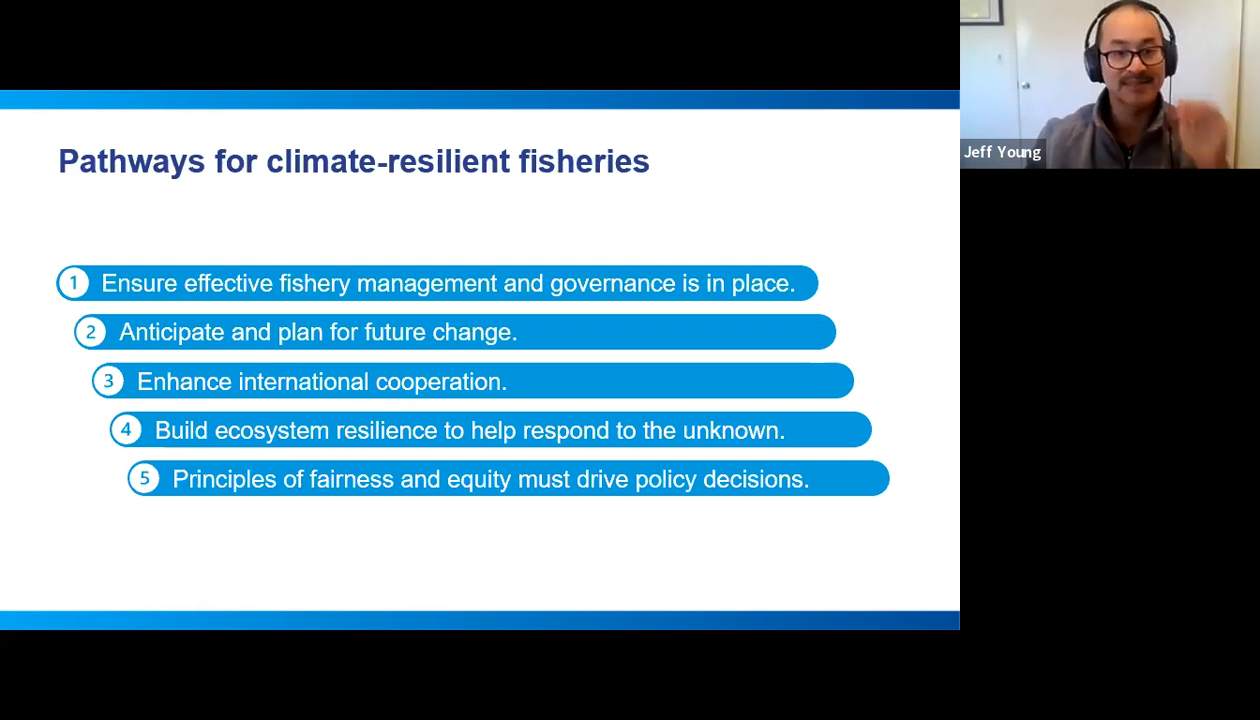 Pathways for climate-resilient fisheries
1 Ensure effective fishery management and governance is in place.
2 Anticipate and plan for future change.
3 Enhance international cooperation.
4 Build ecosystem resilience to help respond to the unknown.
5 Principles of fairness and equity must drive policy decisions.
Jeff Young